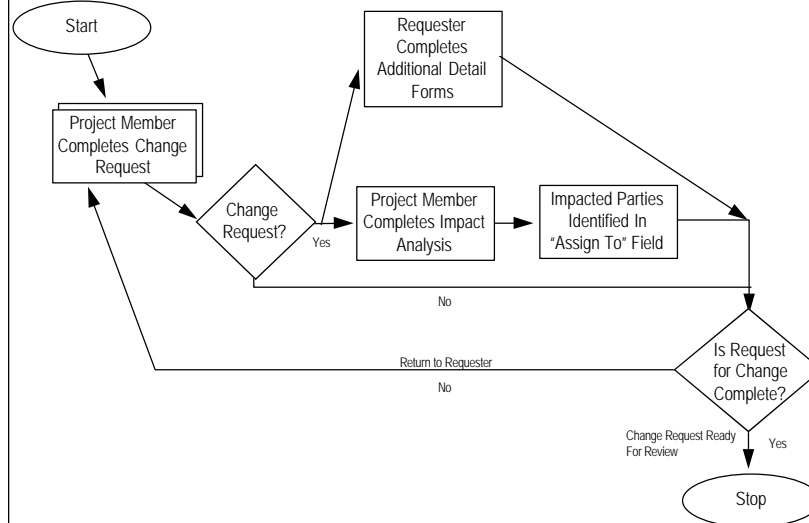 Start
Requester
Completes
Additional Detail
Forms
Project Member
Completes Change
Request
Change
Request?
Yes
Project Member
Completes Impact
Analysis
Impacted Parties
Identified In
“Assign To” Field
No
Is Request
for Change
Complete?
Return to Requester
No
Change Request Ready
For Review
Yes
Stop